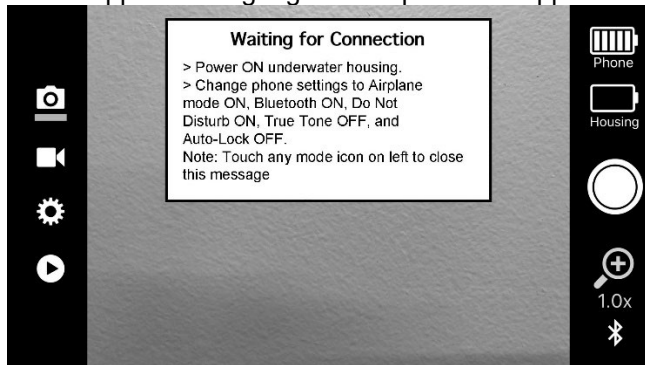 Waiting for Connection
> Power ON underwater housing.
> Change phone settings to Airplane
mode ON, Bluetooth ON, Do Not
Disturb ON, True Tone OFF, and
Auto-Lock OFF.
Note: Touch any mode icon on left to close
this message
Phone
Housing
1.0x